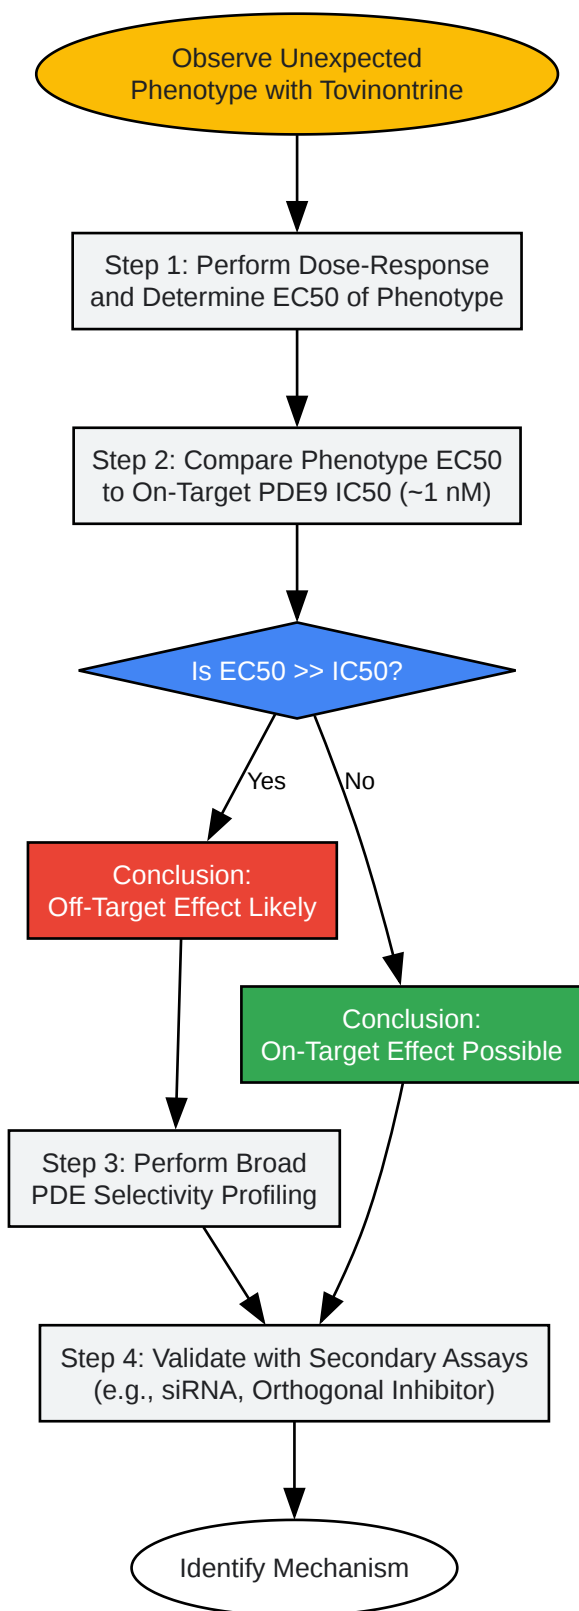 Observe Unexpected
Phenotype with Tovinontrine
Step 1: Perform Dose-Response
and Determine EC50 of Phenotype
Step 2: Compare Phenotype EC50
to On-Target PDE9 IC50 (~1 nM)
Is EC50 >> IC50?
Yes
No
Conclusion:
Off-Target Effect Likely
Conclusion:
On-Target Effect Possible
Step 3: Perform Broad
PDE Selectivity Profiling
Step 4: Validate with Secondary Assays
(e.g., siRNA, Orthogonal Inhibitor)
Identify Mechanism